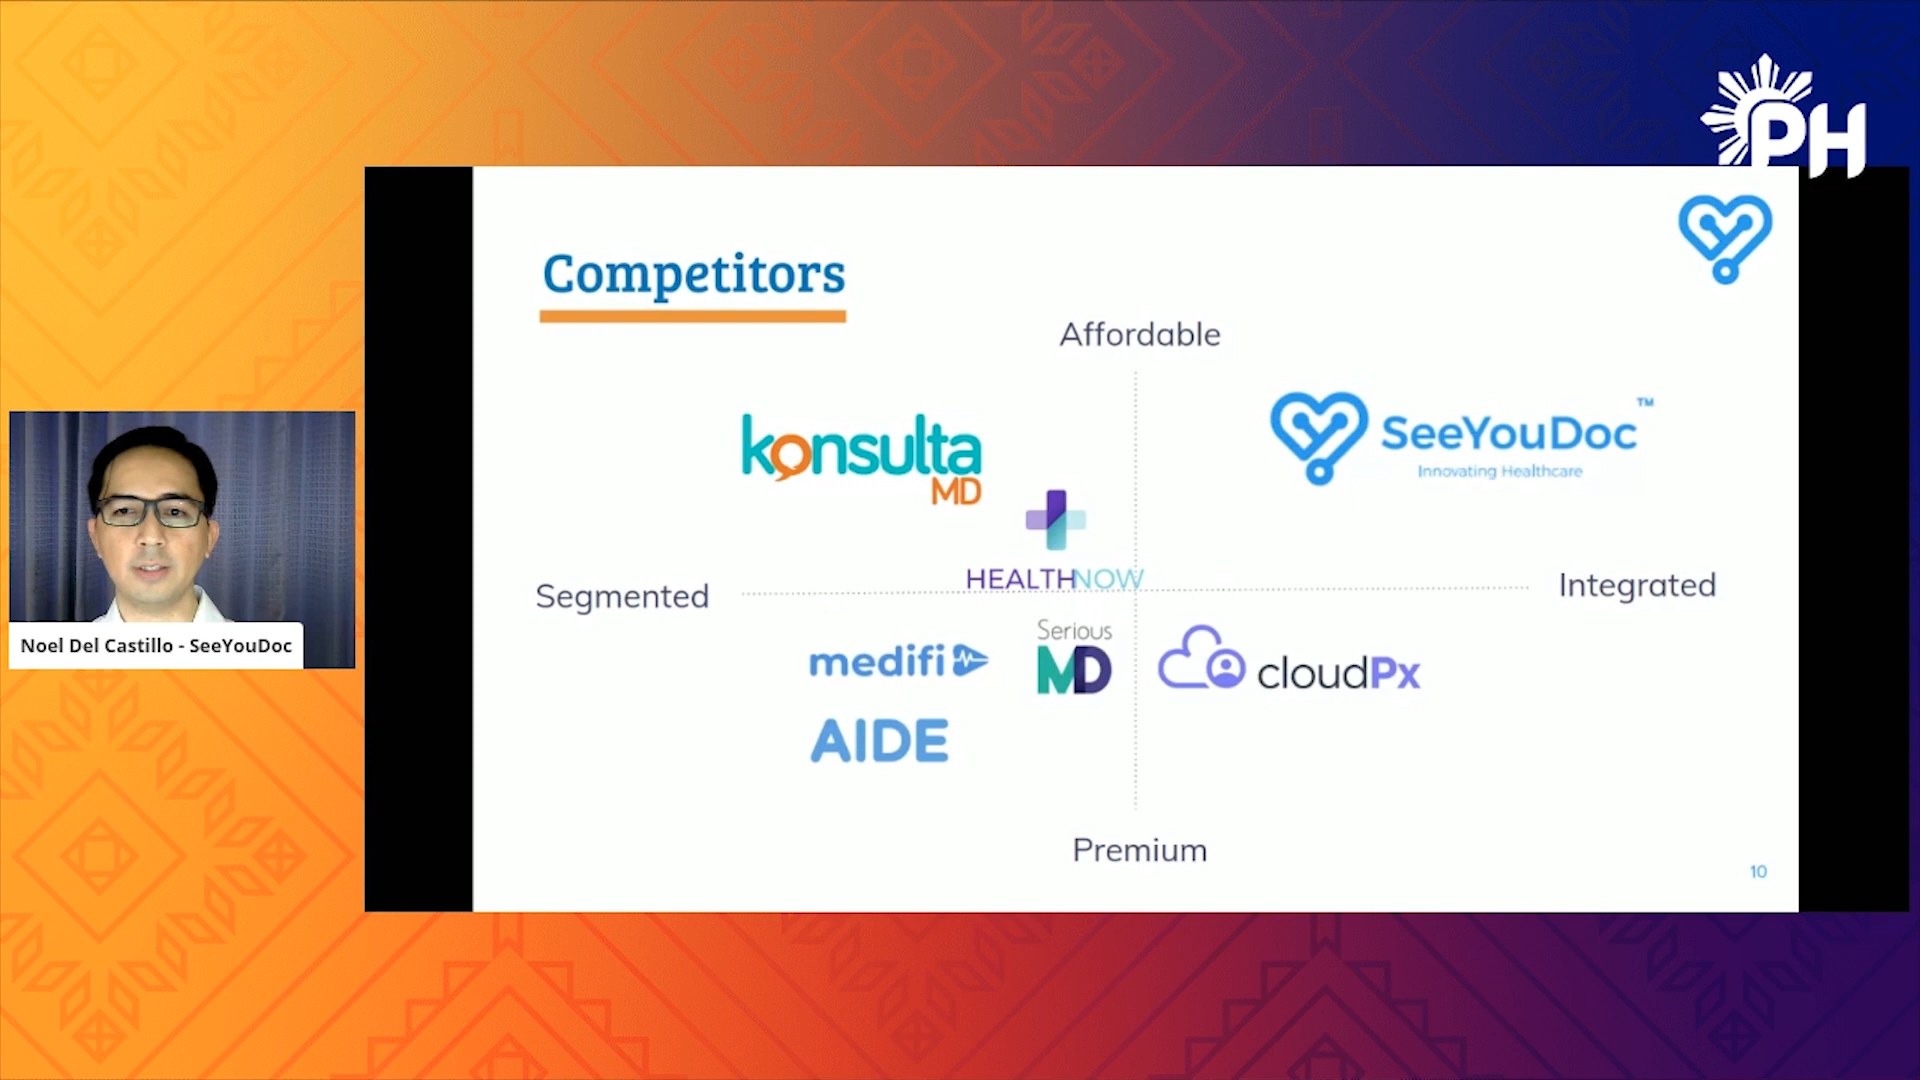 PH
Competitors
Affordable
konsulta
MD
SeeYouDoc™
Innovating Healthcare
HEALTHNOW
Segmented
Integrated
Serious
MD
medifi
cloudPx
AIDE
Premium
10
Noel Del Castillo - SeeYouDoc